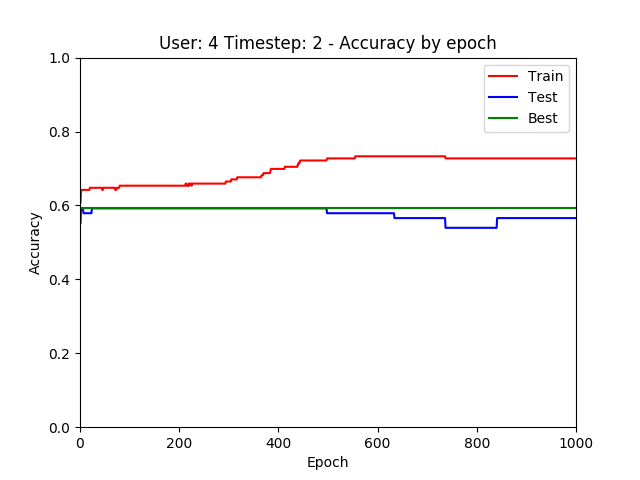 User: 4 Timestep: 2 - Accuracy by epoch
Train
Test
Best
1.0
0.8
0.6
0.4
0.2
0.0
Accuracy
0 200 400 600 800 1000
Epoch